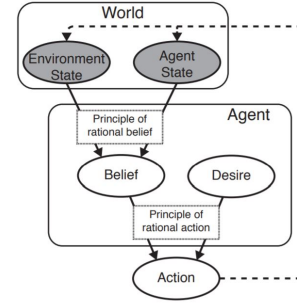 World
Environment
State
Agent
State
Agent
Principle of
rational belief
Belief
Desire
Principle of
rational action
Action